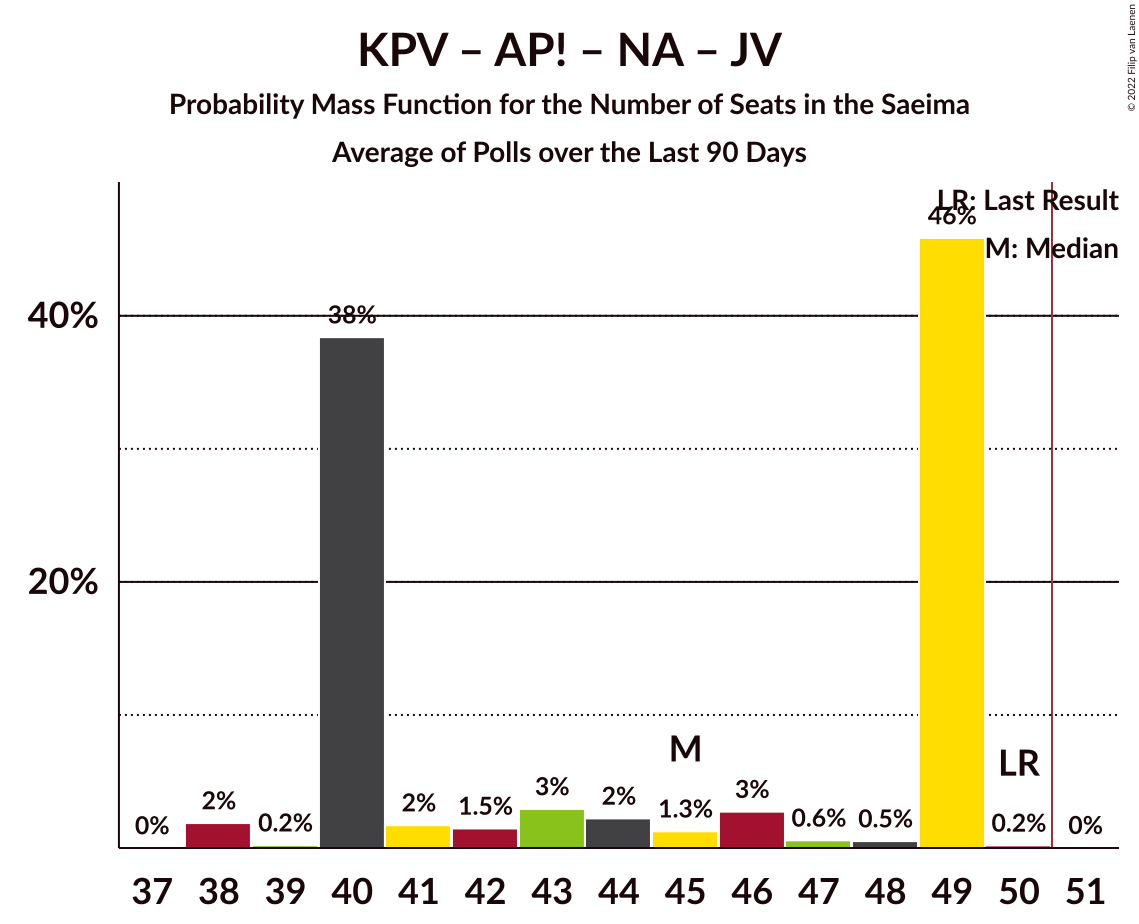 KPV – AP! – NA – JV
Probability Mass Function for the Number of Seats in the Saeima
Average of Polls over the Last 90 Days
© 2022 Filip van Laenen
LR: Last Result
M: Median
40%
20%
0%
2%
0.2%
38%
2%
1.5%
3%
2%
1.3%
3%
0.6%
0.5%
46%
0.2%
0%
M
LR
37 38 39 40 41 42 43 44 45 46 47 48 49 50 51